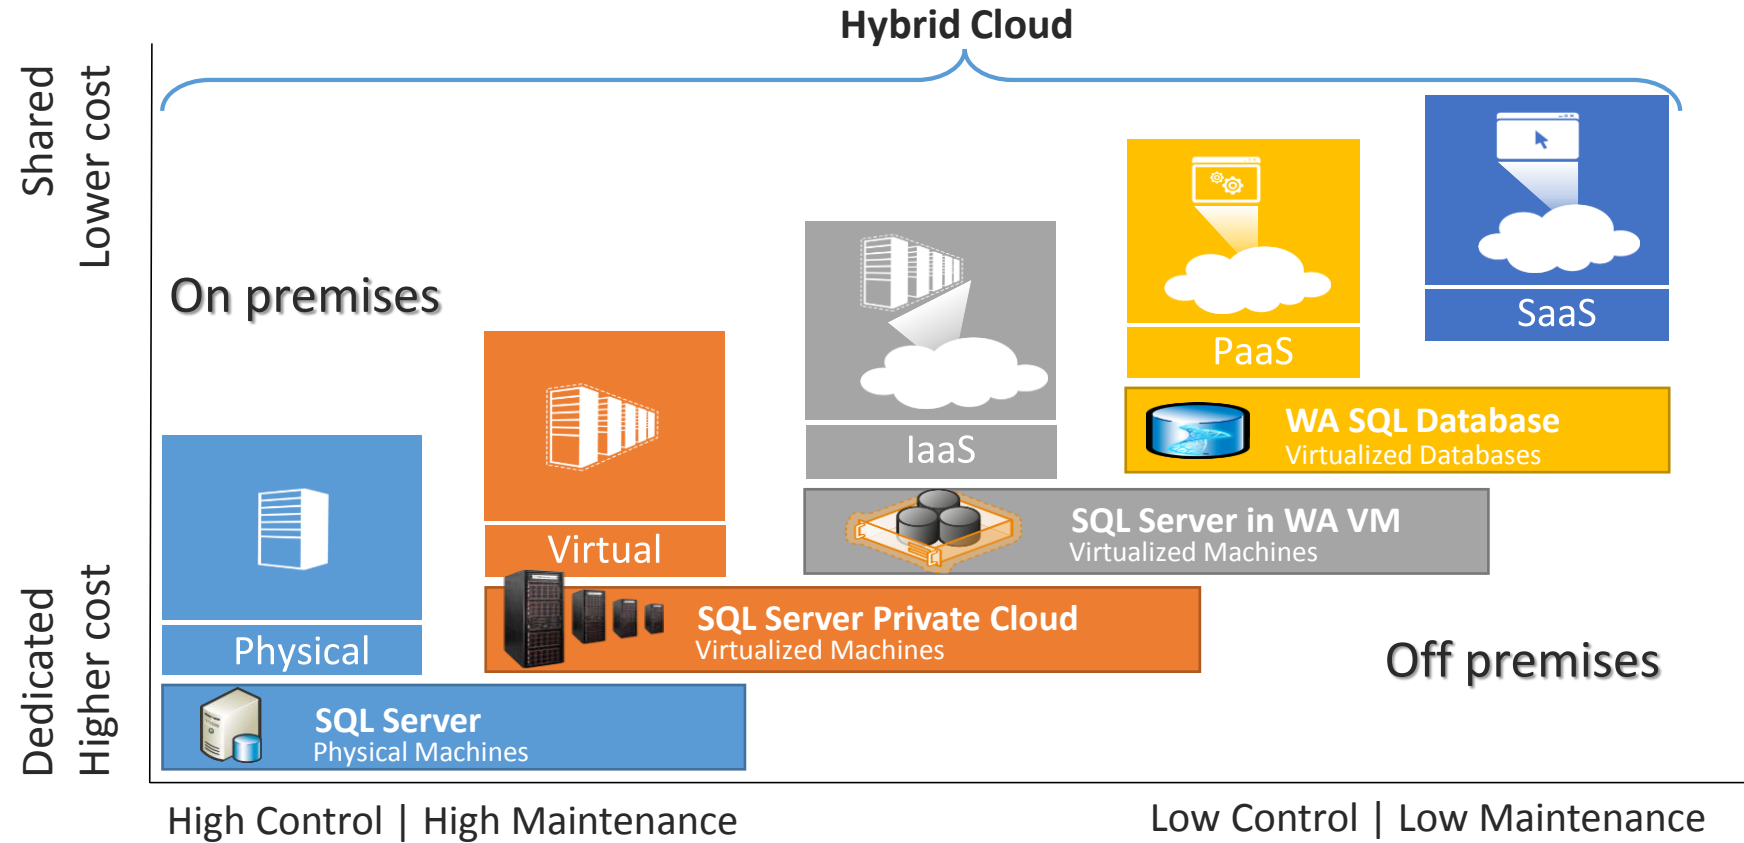 Hybrid Cloud
Shared
Lower cost
Dedicated
Higher cost
On premises
SaaS
PaaS
WA SQL Database
Virtualized Databases
IaaS
SQL Server in WA VM
Virtualized Machines
Virtual
SQL Server Private Cloud
Virtualized Machines
Physical
SQL Server
Physical Machines
Off premises
High Control | High Maintenance
Low Control | Low Maintenance